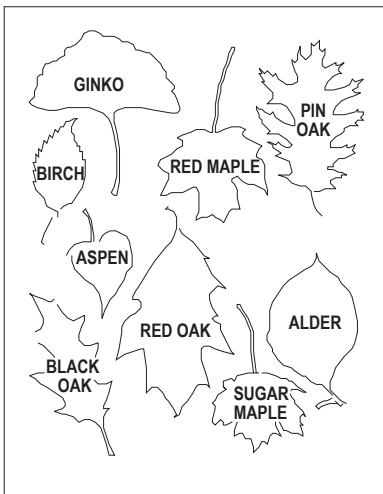 GINKO
PIN
OAK
RED MAPLE
BIRCH
ASPEN
RED OAK
ALDER
BLACK
OAK
SUGAR
MAPLE